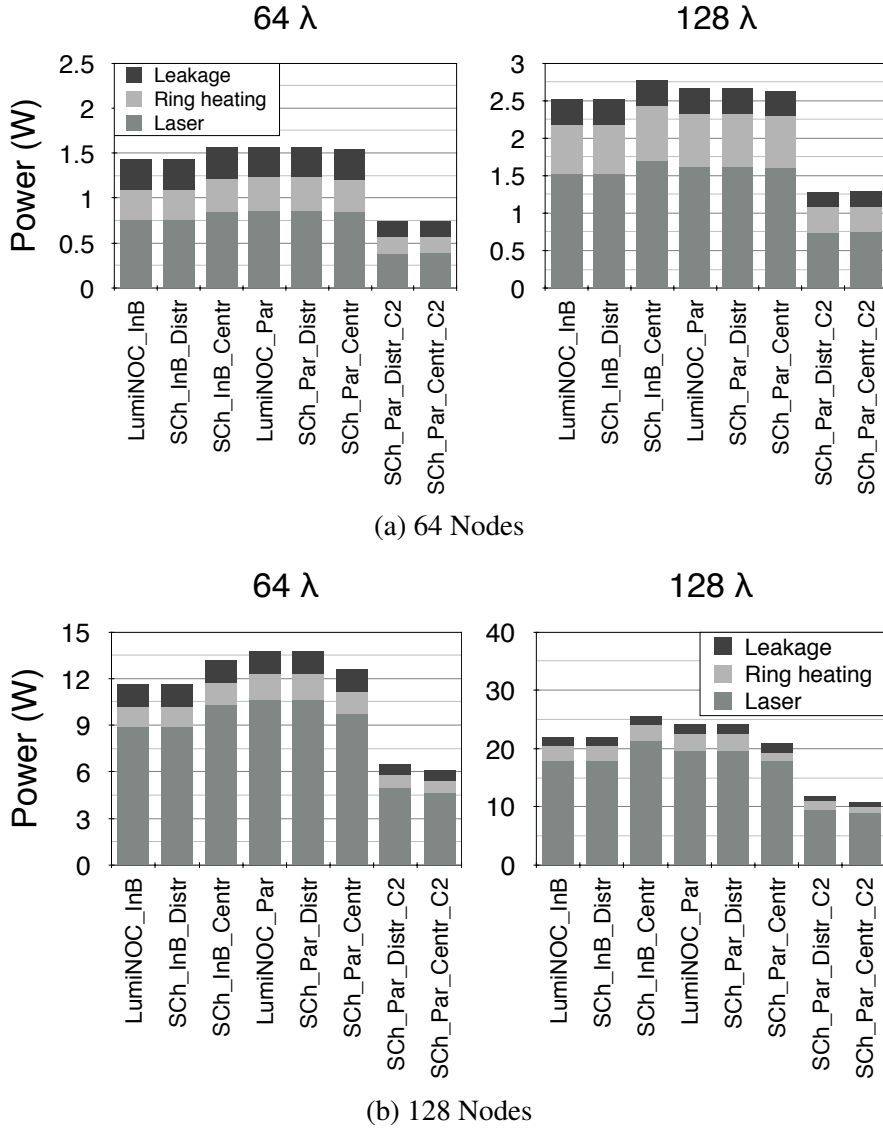 64 λ
128 λ
Power (W)
2.5
2
1.5
1
0.5
0
Leakage
Ring heating
Laser
3
2.5
2
1.5
1
0.5
0
LumiNOC_InB
SCh_InB_Distr
SCh_InB_Centr
LumiNOC_Par
SCh_Par_Distr
SCh_Par_Centr
SCh_Par_Distr_C2
SCh_Par_Centr_C2
LumiNOC_InB
SCh_InB_Distr
SCh_InB_Centr
LumiNOC_Par
SCh_Par_Distr
SCh_Par_Centr
SCh_Par_Distr_C2
SCh_Par_Centr_C2
(a) 64 Nodes
64 λ
128 λ
Power (W)
15
12
9
6
3
0
40
30
20
10
0
Leakage
Ring heating
Laser
LumiNOC_InB
SCh_InB_Distr
SCh_InB_Centr
LumiNOC_Par
SCh_Par_Distr
SCh_Par_Centr
SCh_Par_Distr_C2
SCh_Par_Centr_C2
LumiNOC_InB
SCh_InB_Distr
SCh_InB_Centr
LumiNOC_Par
SCh_Par_Distr
SCh_Par_Centr
SCh_Par_Distr_C2
SCh_Par_Centr_C2
(b) 128 Nodes